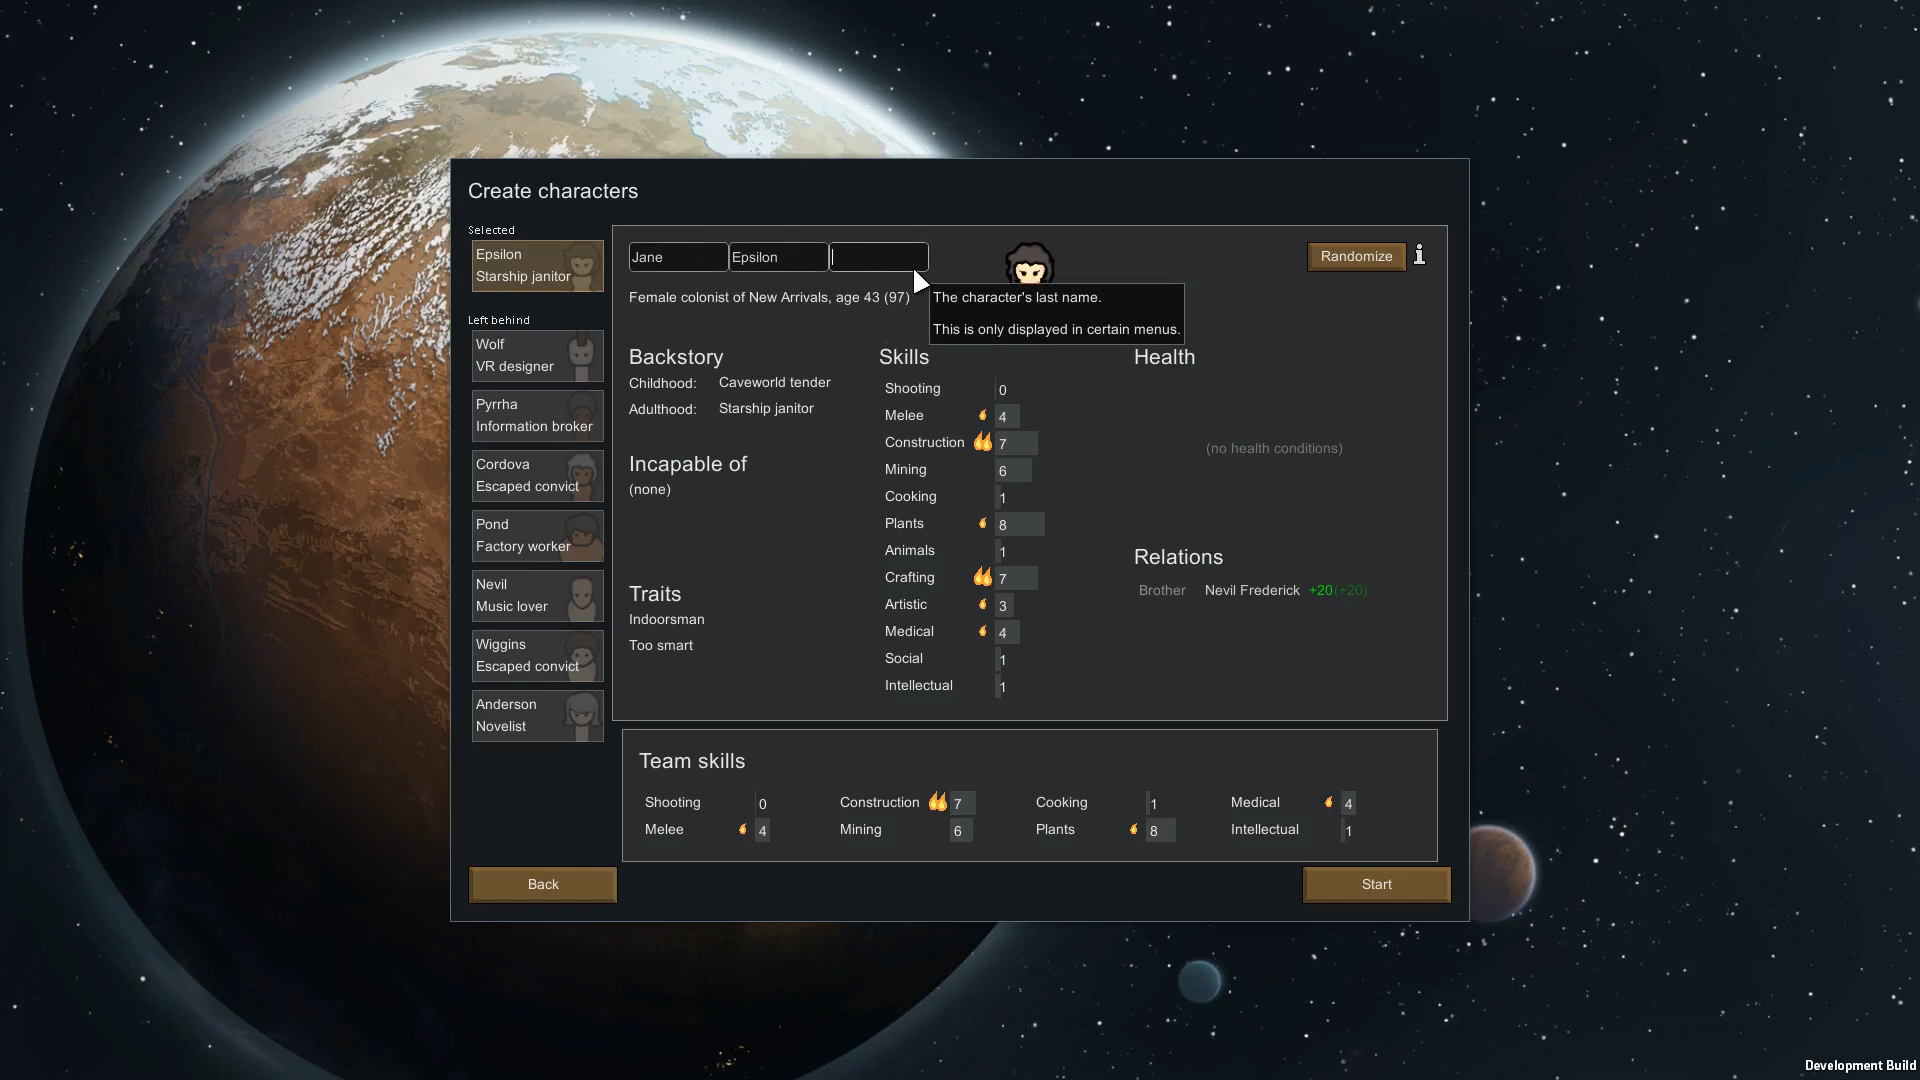 Create characters
Selected
Epsilon
Starship janitor
Left behind
Wolf
VR designer
Pyrrha
Information broker
Cordova
Escaped convict
Pond
Factory worker
Nevil
Music lover
Wiggins
Escaped convict
Anderson
Novelist
Jane Epsilon
Randomize
Female colonist of New Arrivals, age 43 (97)
The character's last name.
This is only displayed in certain menus.
Backstory
Childhood: Caveworld tender
Adulthood: Starship janitor
Incapable of
(none)
Traits
Indoorsman
Too smart
Skills
Shooting 0
Melee 4
Construction 7
Mining 6
Cooking 1
Plants 8
Animals 1
Crafting 7
Artistic 3
Medical 4
Social 1
Intellectual 1
Health
(no health conditions)
Relations
Brother Nevil Frederick +20(+20)
Team skills
Shooting 0 Construction 7 Cooking 1 Medical 4
Melee 4 Mining 6 Plants 8 Intellectual 1
Back
Start
Development Build